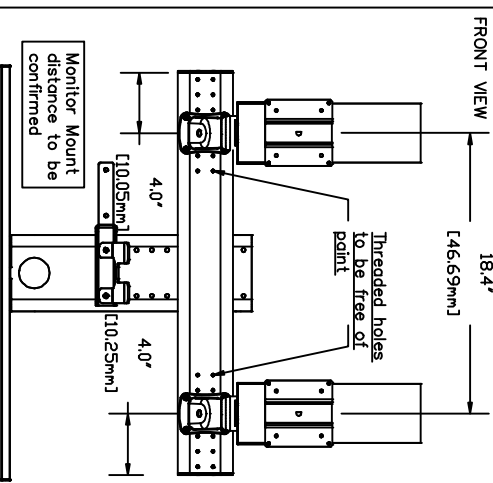 FRONT VIEW
18.4"
[46.69mm]
Threaded holes
to be free of
paint
4.0"
[10.05mm]
4.0"
[10.25mm]
Monitor Mount
distance to be
confirmed